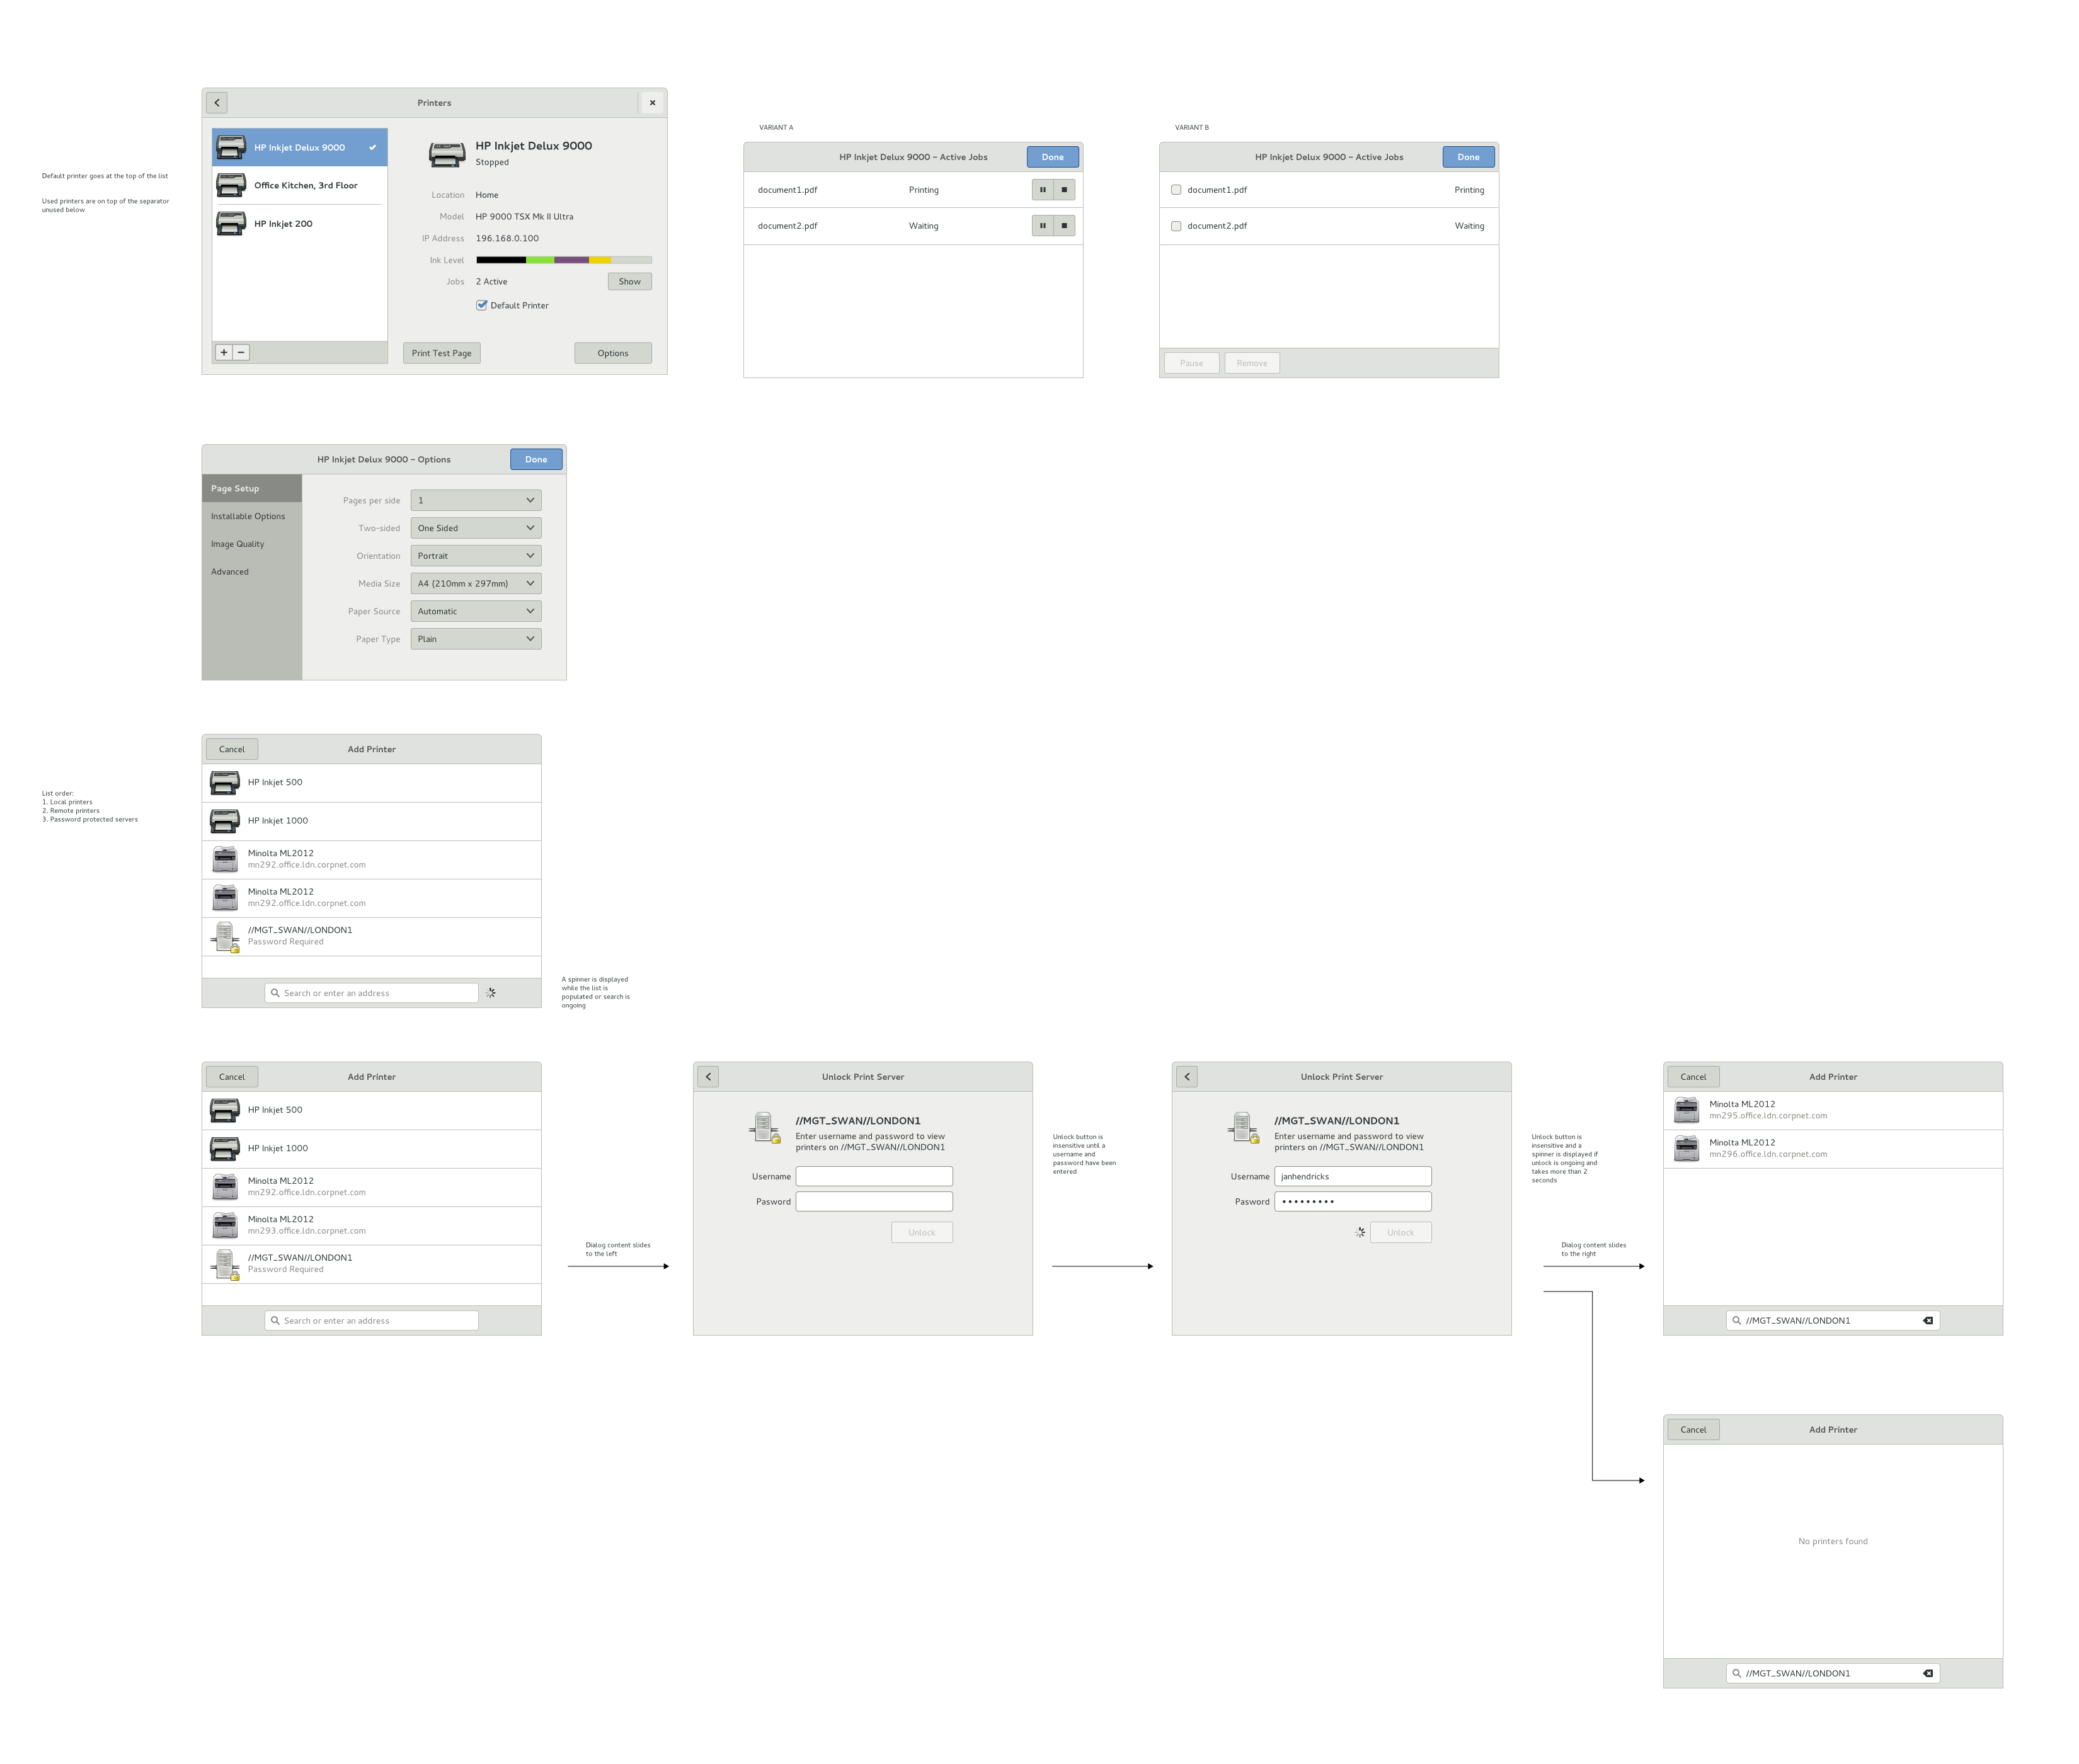 Default printer goes at the top of the list
Used printers are on top of the separator
unused below
Printers
HP Inkjet Delux 9000
Office Kitchen, 3rd Floor
HP Inkjet 200
HP Inkjet Delux 9000
Stopped
Location Home
Model HP 9000 TSX Mk II Ultra
IP Address 196.168.0.100
Ink Level
Jobs 2 Active Show
Default Printer
Print Test Page Options
VARIANT A
HP Inkjet Delux 9000 – Active Jobs Done
document1.pdf Printing
document2.pdf Waiting
VARIANT B
HP Inkjet Delux 9000 – Active Jobs Done
document1.pdf Printing
document2.pdf Waiting
Pause Remove
HP Inkjet Delux 9000 – Options Done
Page Setup
Installable Options
Image Quality
Advanced
Pages per side 1
Two-sided One Sided
Orientation Portrait
Media Size A4 (210mm x 297mm)
Paper Source Automatic
Paper Type Plain
List order:
1. Local printers
2. Remote printers
3. Password protected servers
Cancel Add Printer
HP Inkjet 500
HP Inkjet 1000
Minolta ML2012
mn292.office.ldn.corpnet.com
Minolta ML2012
mn292.office.ldn.corpnet.com
//MGT_SWAN//LONDON1
Password Required
Search or enter an address
A spinner is displayed
while the list is
populated or search is
ongoing
Cancel Add Printer
HP Inkjet 500
HP Inkjet 1000
Minolta ML2012
mn292.office.ldn.corpnet.com
Minolta ML2012
mn293.office.ldn.corpnet.com
//MGT_SWAN//LONDON1
Password Required
Search or enter an address
Dialog content slides
to the left
Unlock Print Server
//MGT_SWAN//LONDON1
Enter username and password to view
printers on //MGT_SWAN//LONDON1
Username
Pasword
Unlock
Unlock button is
insensitive until a
username and
password have been
entered
Unlock Print Server
//MGT_SWAN//LONDON1
Enter username and password to view
printers on //MGT_SWAN//LONDON1
Username janhendricks
Pasword •••••••••
Unlock
Unlock button is
insensitive and a
spinner is displayed if
unlock is ongoing and
takes more than 2
seconds
Dialog content slides
to the right
Cancel Add Printer
Minolta ML2012
mn295.office.ldn.corpnet.com
Minolta ML2012
mn296.office.ldn.corpnet.com
//MGT_SWAN//LONDON1
Cancel Add Printer
No printers found
//MGT_SWAN//LONDON1